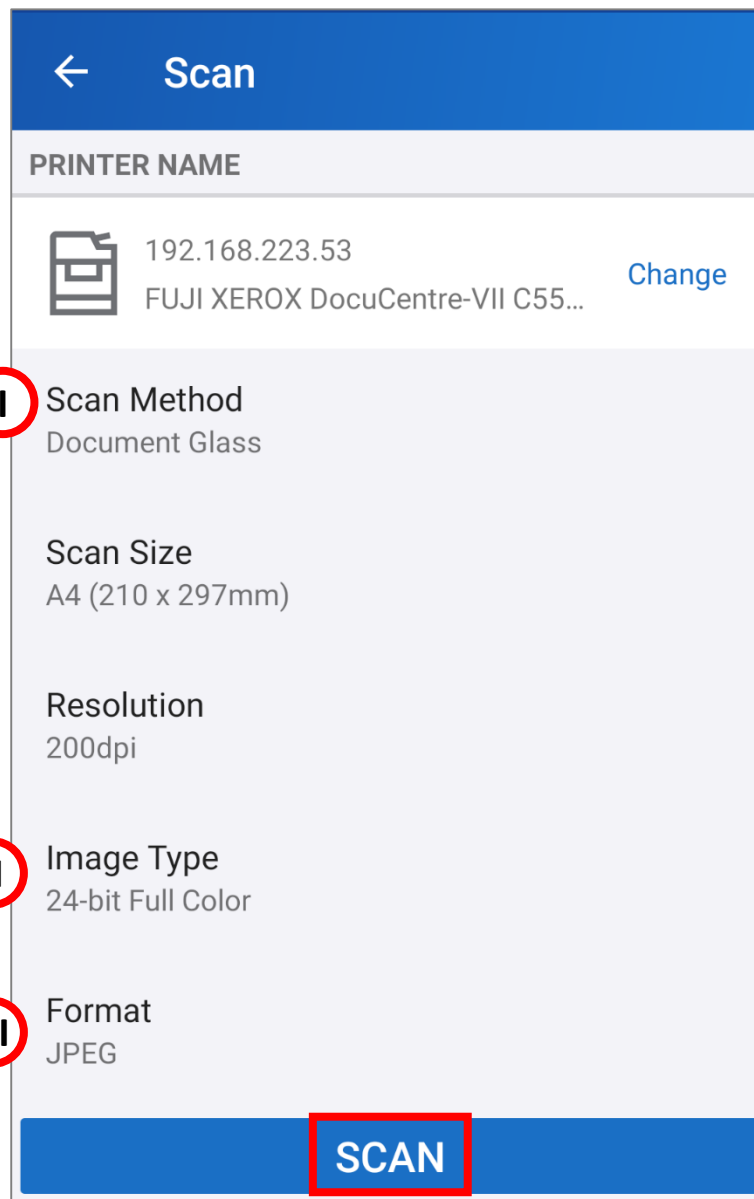 Scan
PRINTER NAME
192.168.223.53
FUJI XEROX DocuCentre-VII C55...
Change
Scan Method
Document Glass
Scan Size
A4 (210 x 297mm)
Resolution
200dpi
Image Type
24-bit Full Color
Format
JPEG
SCAN